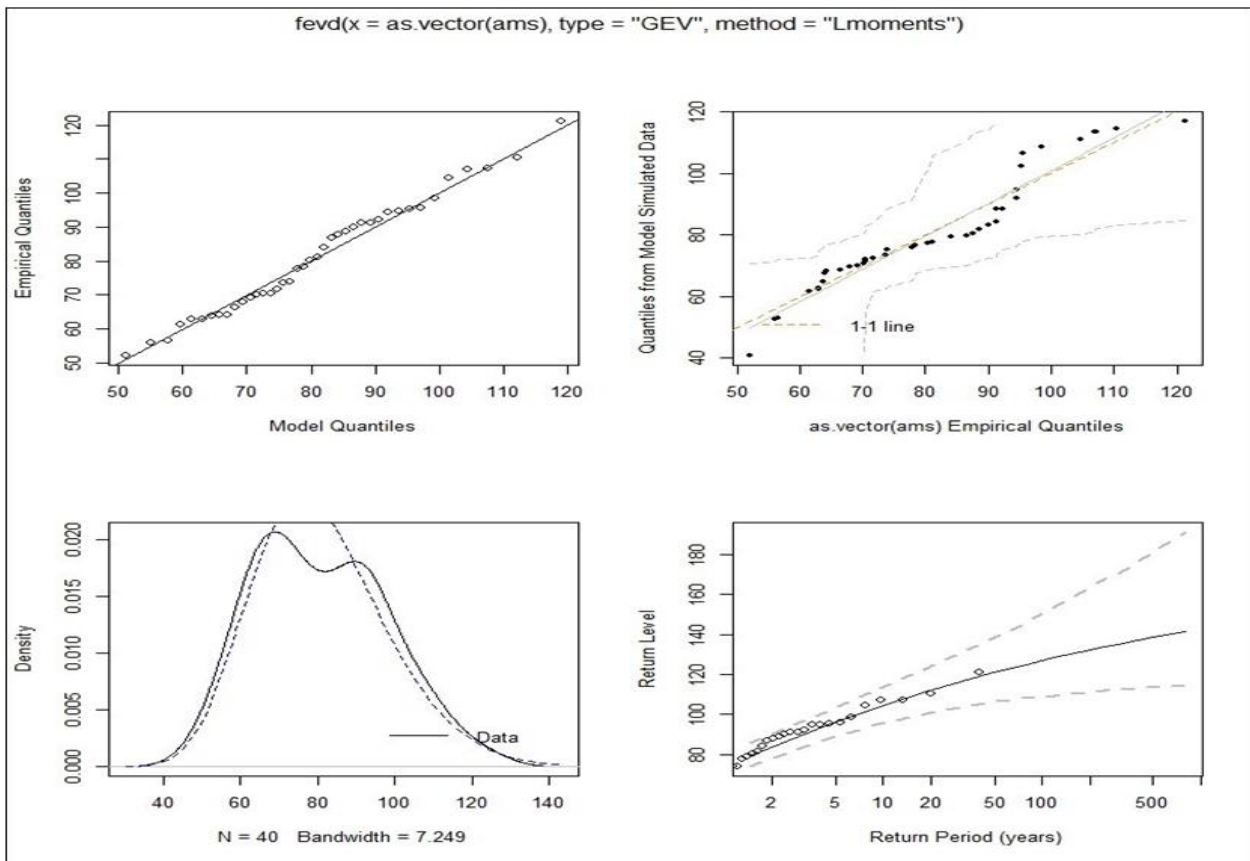 fevd(x = as.vector(ams), type = "GEV", method = "Lmoments")
Empirical Quantiles
120
100
90
80
70
60
50
50 60 70 80 90 100 110 120
Model Quantiles
Quantiles from Model Simulated Data
120
100
80
60
40
1-1 line
50 60 70 80 90 100 110 120
as.vector(ams) Empirical Quantiles
Density
0.020
0.015
0.010
0.005
0.000
Data
40 60 80 100 120 140
N = 40 Bandwidth = 7.249
Return Level
180
160
140
120
100
80
2 5 10 20 50 100 500
Return Period (years)